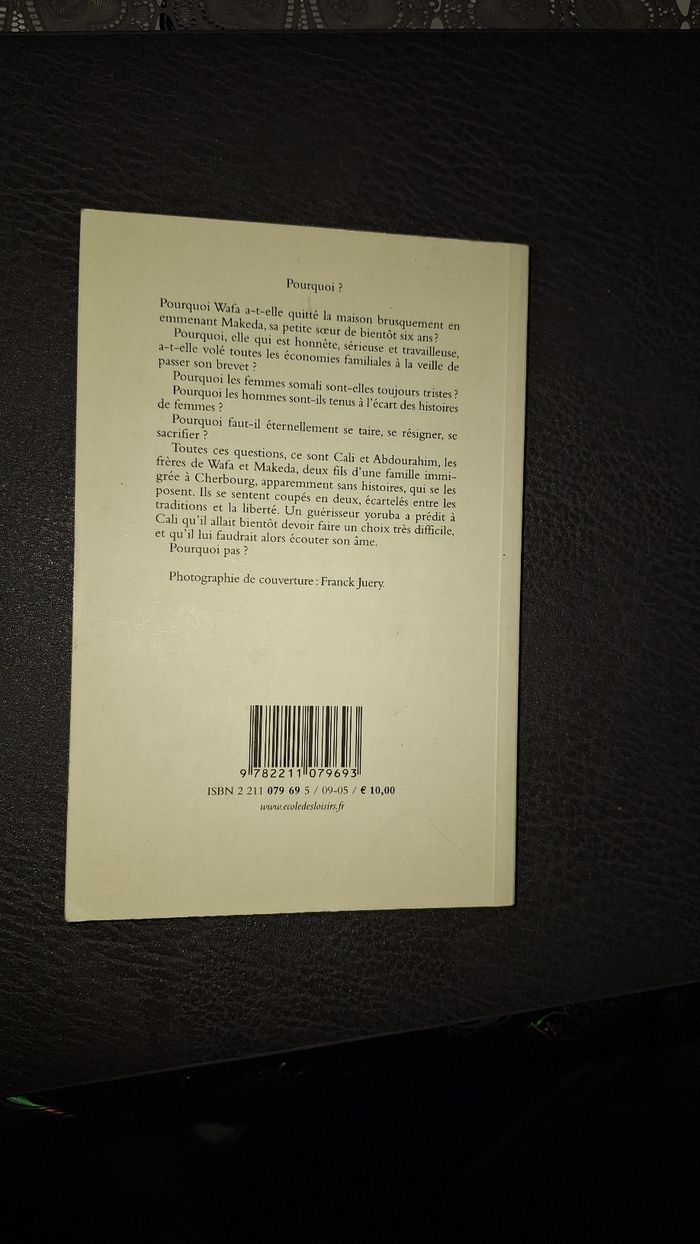 Pourquoi ?
Pourquoi Wafa a-t-elle quitté la maison brusquement en
emmenant Makeda, sa petite sœur de bientôt six ans ?
Pourquoi, elle qui est honnête, sérieuse et travailleuse,
a-t-elle volé toutes les économies familiales à la veille de
passer son brevet ?
Pourquoi les femmes somali sont-elles toujours tristes ?
Pourquoi les hommes sont-ils tenus à l'écart des histoires
de femmes ?
Pourquoi faut-il éternellement se taire, se résigner, se
sacrifier ?
Toutes ces questions, ce sont Cali et Abdourahim, les
frères de Wafa et Makeda, deux fils d'une famille immi-
grée à Cherbourg, apparemment sans histoires, qui se les
posent. Ils se sentent coupés en deux, écartelés entre les
traditions et la liberté. Un guérisseur yoruba a prédit à
Cali qu'il allait bientôt devoir faire un choix très difficile,
et qu'il lui faudrait alors écouter son âme.
Pourquoi pas ?
Photographie de couverture : Franck Juery.
9 782211 079693
ISBN 2 211 079 69 5 / 09-05 / € 10,00
www.ecoledesloisirs.fr